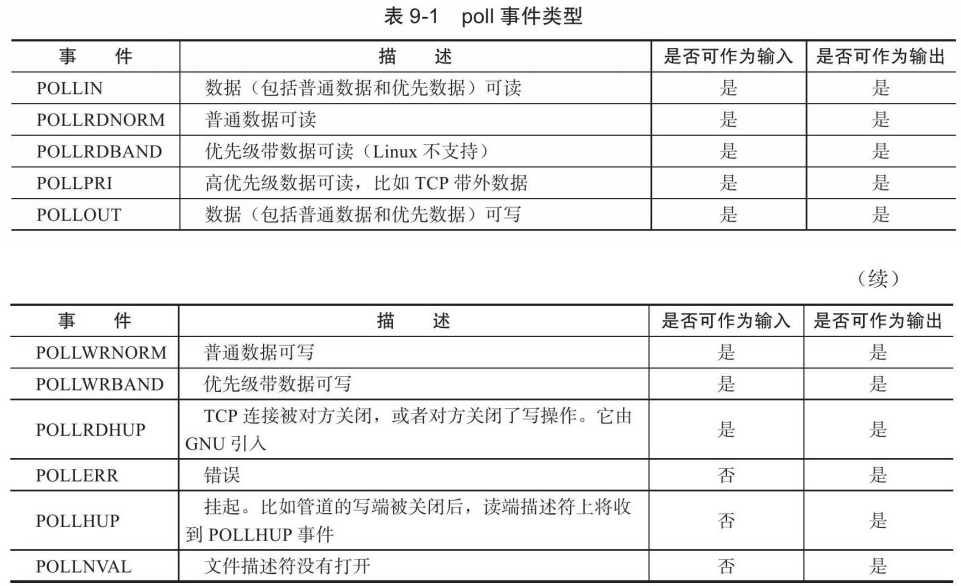 表 9-1 poll 事件类型
事 件 描 述 是否可作为输入 是否可作为输出
POLLIN 数据（包括普通数据和优先数据）可读 是 是
POLLRDNORM 普通数据可读 是 是
POLLRDBAND 优先级带数据可读（Linux 不支持） 是 是
POLLPRI 高优先级数据可读，比如 TCP 带外数据 是 是
POLLOUT 数据（包括普通数据和优先数据）可写 是 是
（续）
事 件 描 述 是否可作为输入 是否可作为输出
POLLWRNORM 普通数据可写 是 是
POLLWRBAND 优先级带数据可写 是 是
POLLRDHUP TCP 连接被对方关闭，或者对方关闭了写操作。它由
GNU 引入 是 是
POLLERR 错误 否 是
POLLHUP 挂起。比如管道的写端被关闭后，读端描述符上将收
到 POLLHUP 事件 否 是
POLLNVAL 文件描述符没有打开 否 是